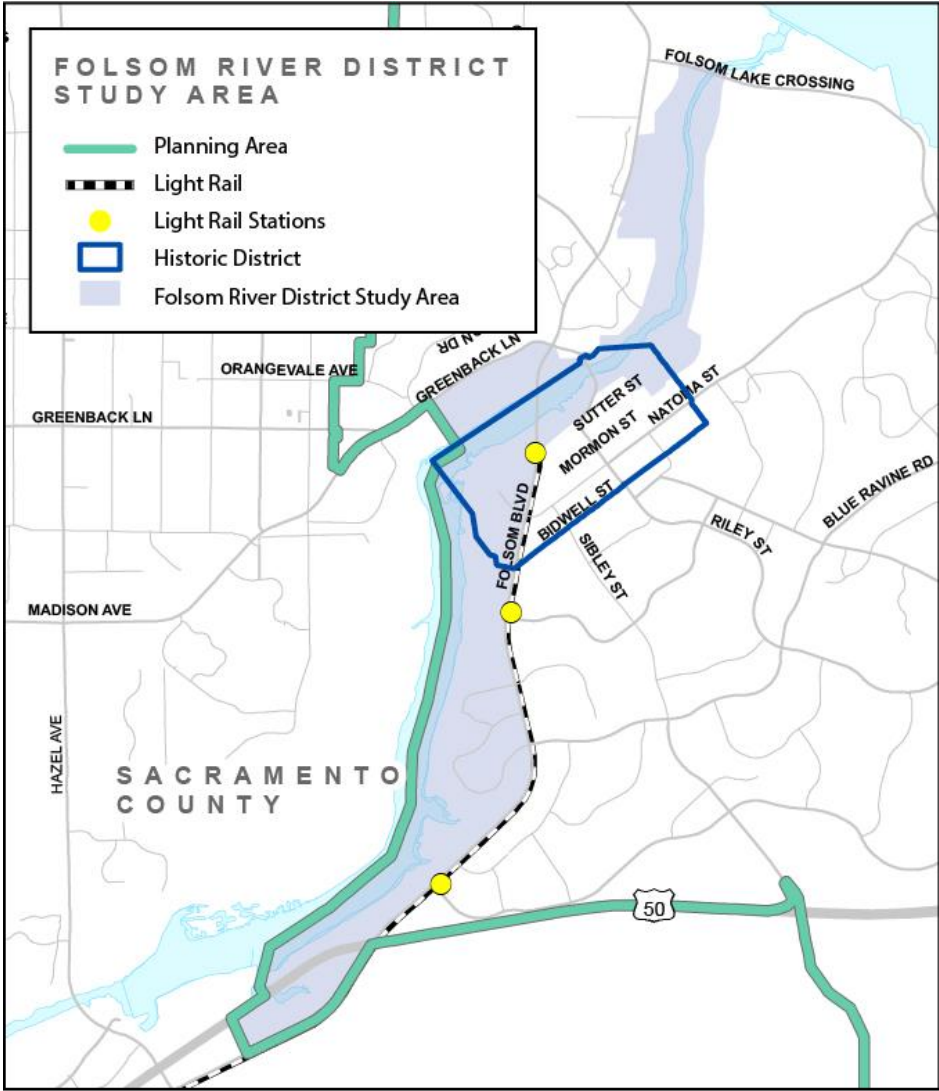 FOLSOM RIVER DISTRICT
STUDY AREA
Planning Area
Light Rail
Light Rail Stations
Historic District
Folsom River District Study Area
FOLSOM LAKE CROSSING
DR
GREENBACK LN
ORANGEVALE AVE
GREENBACK LN
SUTTER ST
NATOMA ST
MORMON ST
BIDWELL ST
FOLSOM BLVD
SIBLEY ST
RILEY ST
BLUE RAVINE RD
MADISON AVE
HAZEL AVE
SACRAMENTO
COUNTY
50